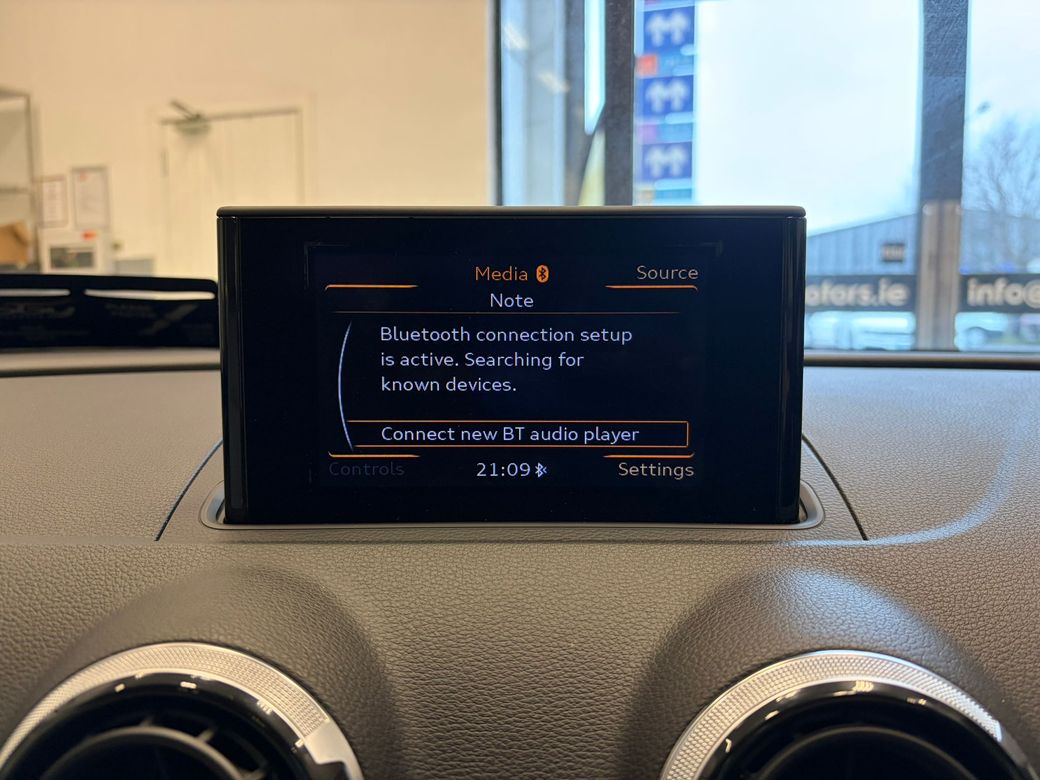 Media
Source
Note
Bluetooth connection setup
is active. Searching for
known devices.
Connect new BT audio player
Controls
21:09
Settings
atars.ie
info@